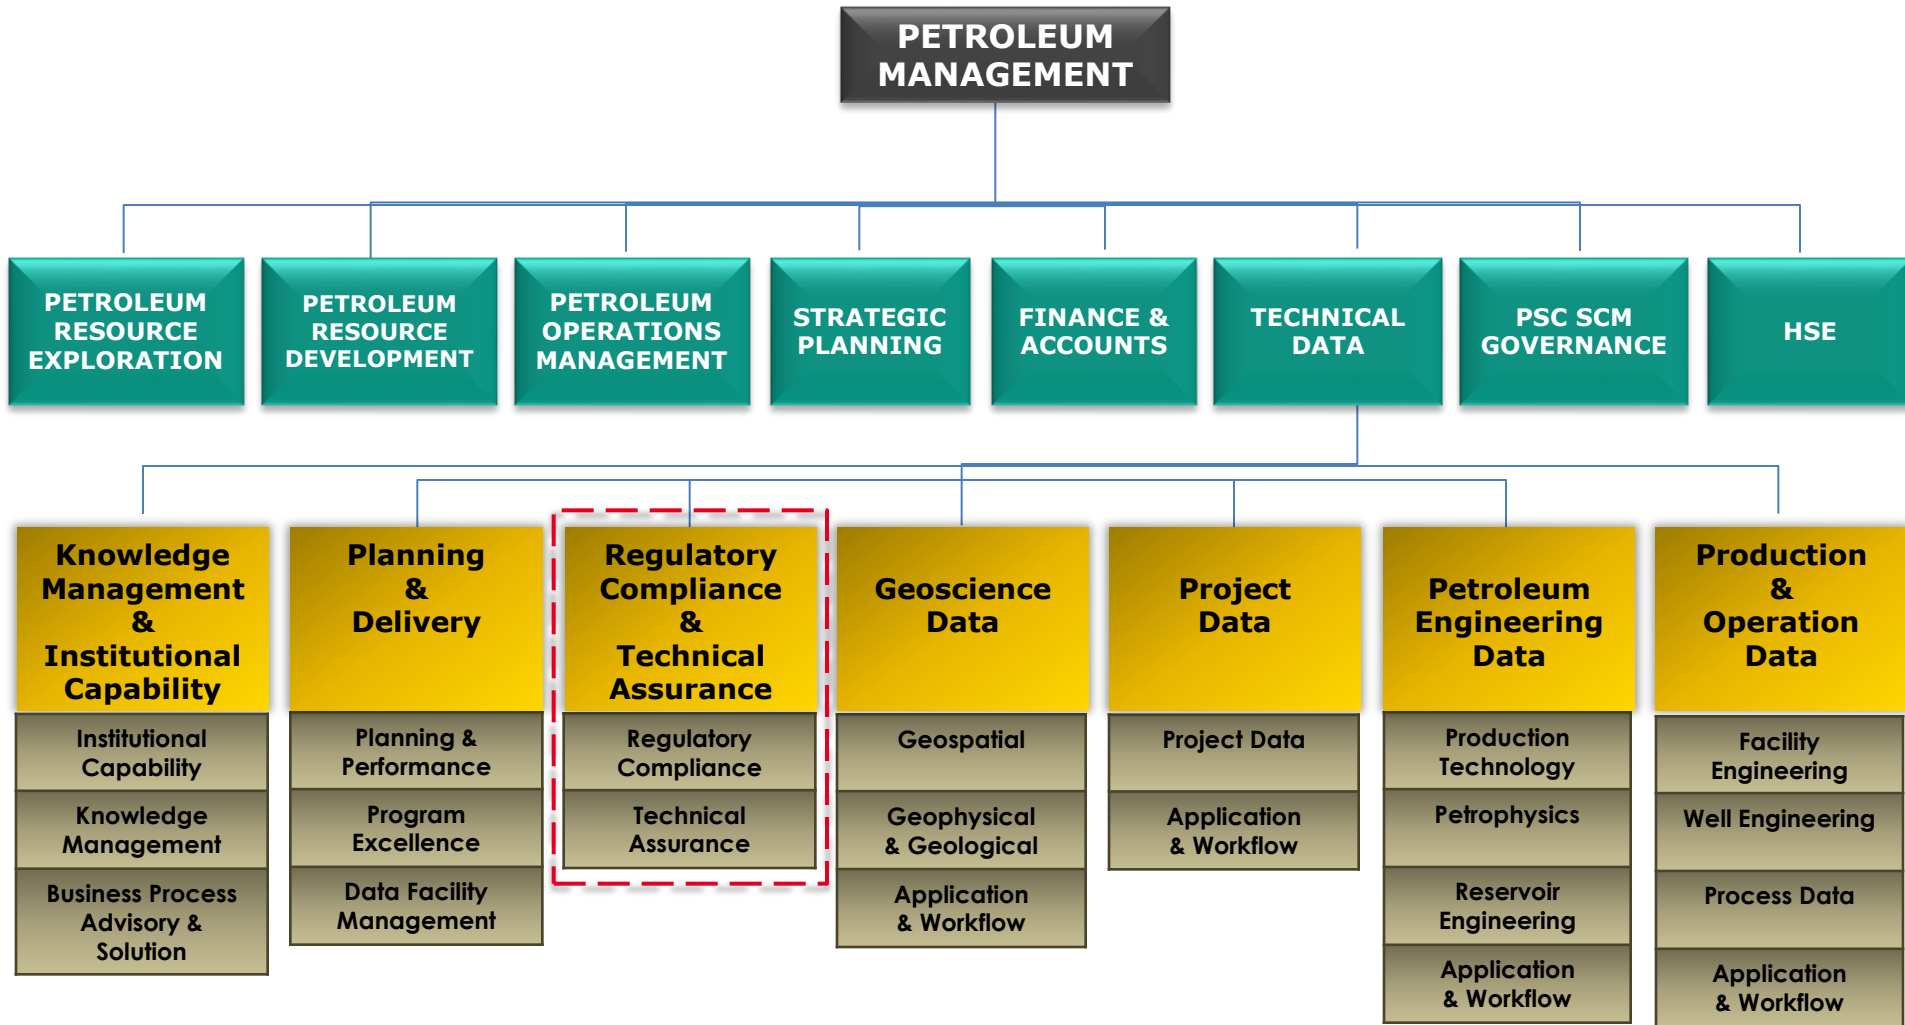 PETROLEUM
MANAGEMENT
PETROLEUM
RESOURCE
EXPLORATION
PETROLEUM
RESOURCE
DEVELOPMENT
PETROLEUM
OPERATIONS
MANAGEMENT
STRATEGIC
PLANNING
FINANCE &
ACCOUNTS
TECHNICAL
DATA
PSC SCM
GOVERNANCE
HSE
Knowledge
Management
&
Institutional
Capability
Institutional
Capability
Knowledge
Management
Business Process
Advisory &
Solution
Planning
&
Delivery
Planning &
Performance
Program
Excellence
Data Facility
Management
Regulatory
Compliance
&
Technical
Assurance
Regulatory
Compliance
Technical
Assurance
Geoscience
Data
Geospatial
Geophysical
& Geological
Application
& Workflow
Project
Data
Project Data
Application
& Workflow
Petroleum
Engineering
Data
Production
Technology
Petrophysics
Reservoir
Engineering
Application
& Workflow
Production
&
Operation
Data
Facility
Engineering
Well Engineering
Process Data
Application
& Workflow